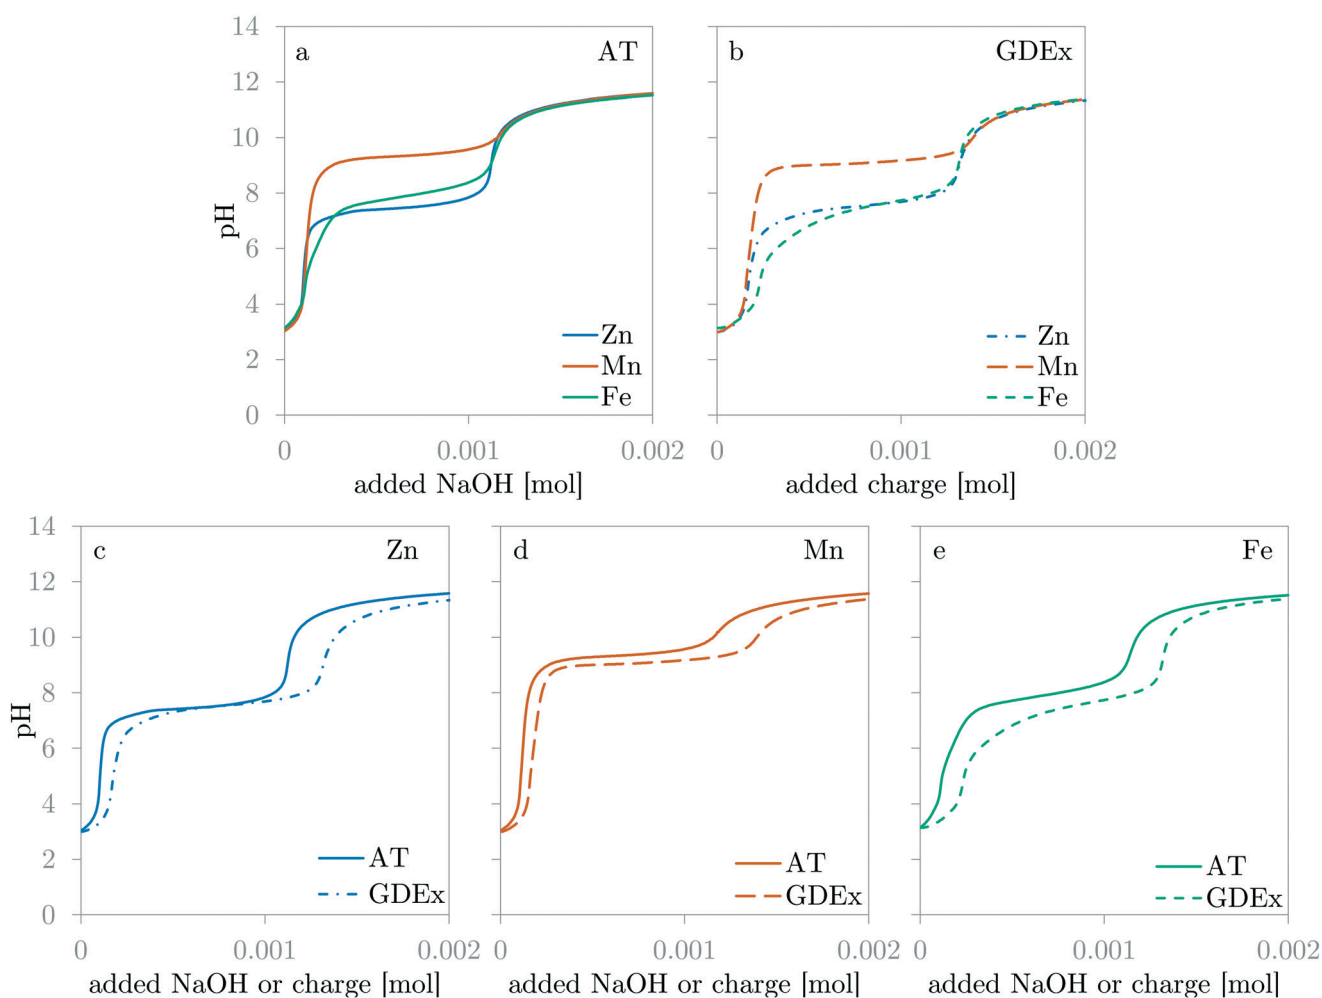 a AT
b GDEx
14
12
10
8
6
4
2
0
pH
Zn
Mn
Fe
Zn
Mn
Fe
0 0.001 0.002
0 0.001 0.002
added NaOH [mol]
added charge [mol]
c Zn
d Mn
e Fe
14
12
10
8
6
4
2
0
pH
AT
GDEx
AT
GDEx
AT
GDEx
0 0.001 0.002
0 0.001 0.002
0 0.001 0.002
added NaOH or charge [mol]
added NaOH or charge [mol]
added NaOH or charge [mol]